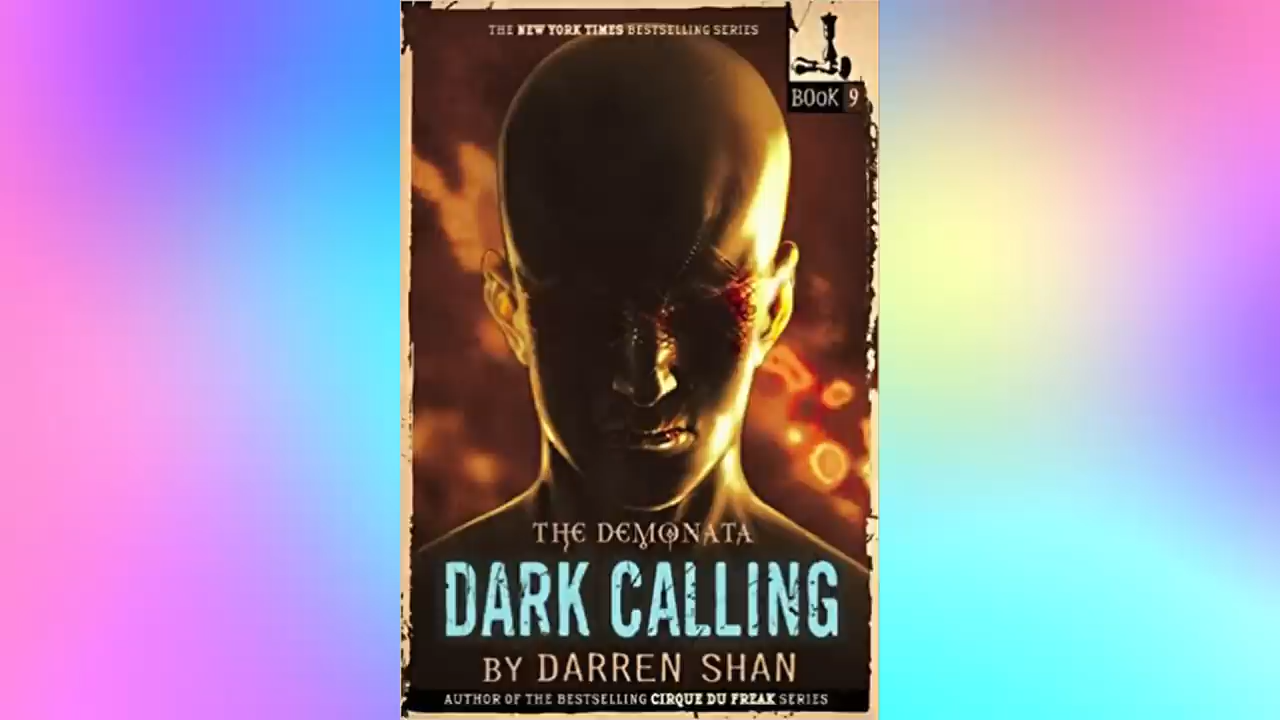 THE NEW YORK TIMES BESTSELLING SERIES
BOOK 9
THE DEMONATA
DARK CALLING
BY DARREN SHAN
AUTHOR OF THE BESTSELLING CIRQUE DU FREAK SERIES